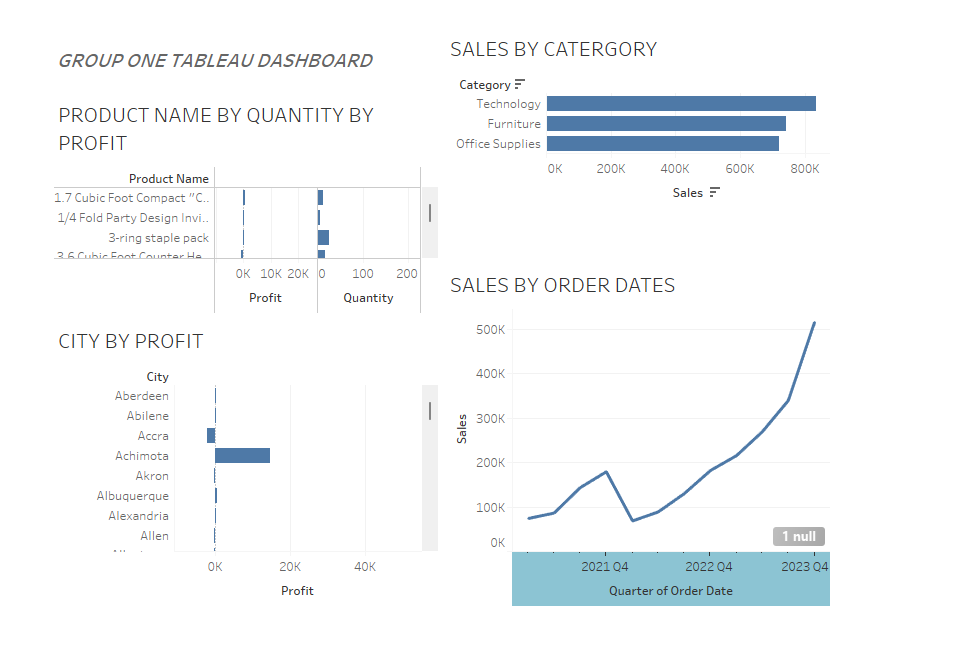 GROUP ONE TABLEAU DASHBOARD
PRODUCT NAME BY QUANTITY BY
PROFIT
Product Name
1.7 Cubic Foot Compact "C..
1/4 Fold Party Design Invi..
3-ring staple pack
3.6 Cubic Foot Counter He..
0K 10K 20K 0 100 200
Profit Quantity
CITY BY PROFIT
City
Aberdeen
Abilene
Accra
Achimota
Akron
Albuquerque
Alexandria
Allen
0K 20K 40K
Profit
SALES BY CATERGORY
Category
Technology
Furniture
Office Supplies
0K 200K 400K 600K 800K
Sales
SALES BY ORDER DATES
500K
400K
300K
200K
100K
0K
Sales
1 null
2021 Q4 2022 Q4 2023 Q4
Quarter of Order Date